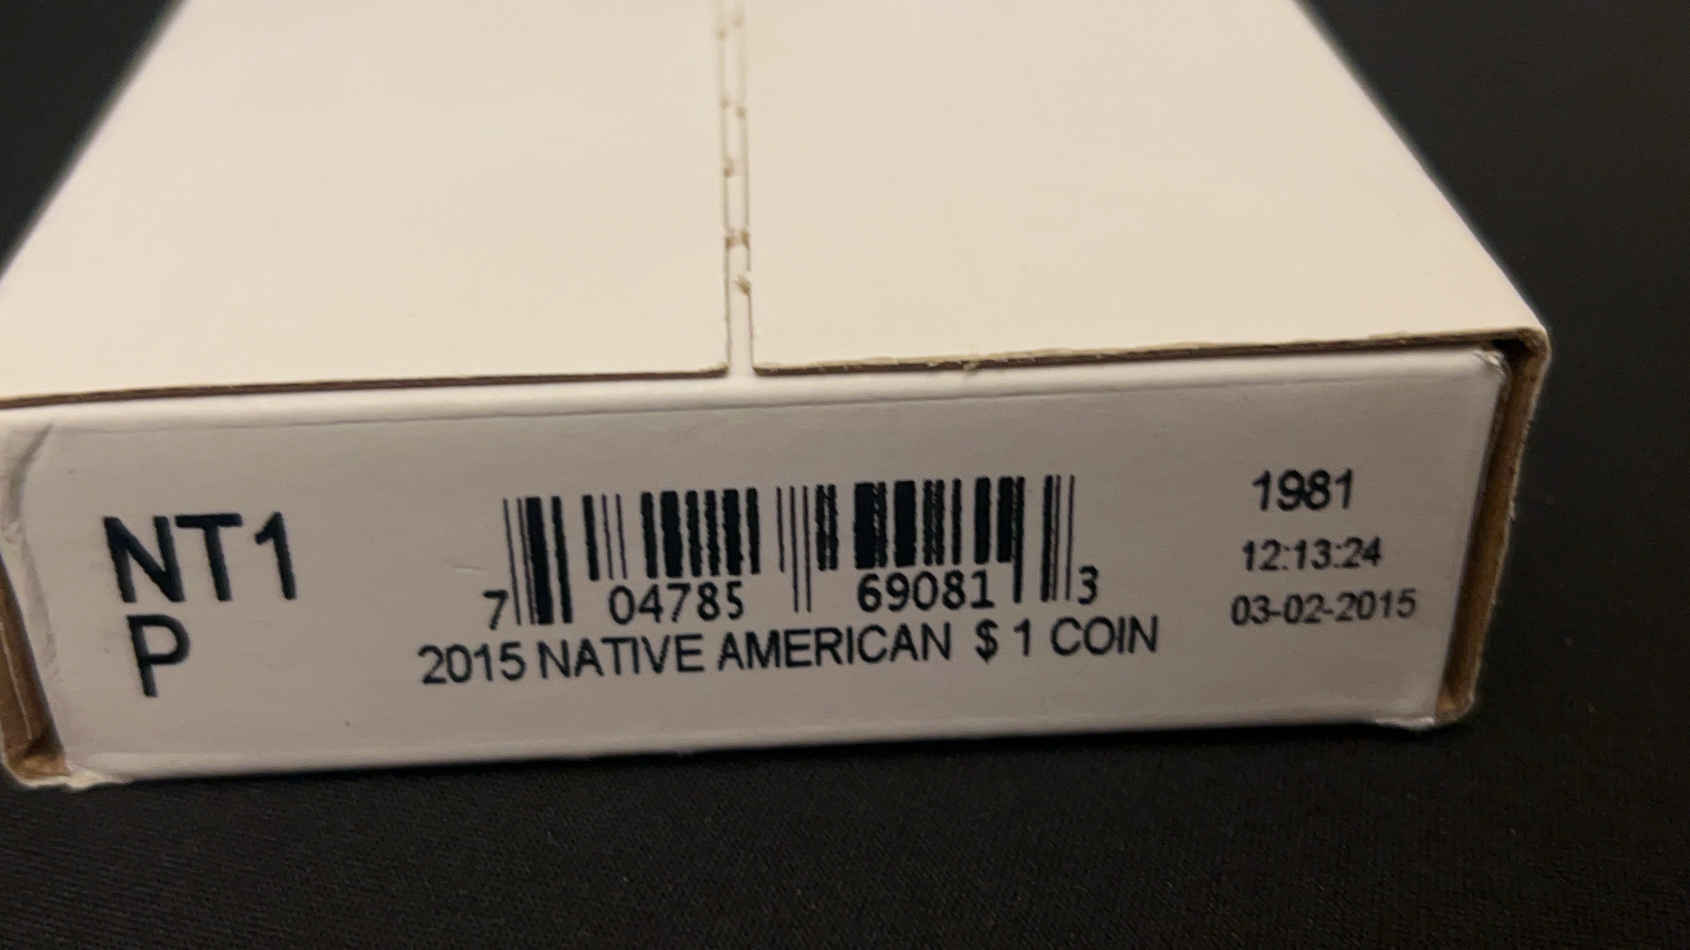 NT1
P
7 04785 69081 3
2015 NATIVE AMERICAN $ 1 COIN
1981
12:13:24
03-02-2015